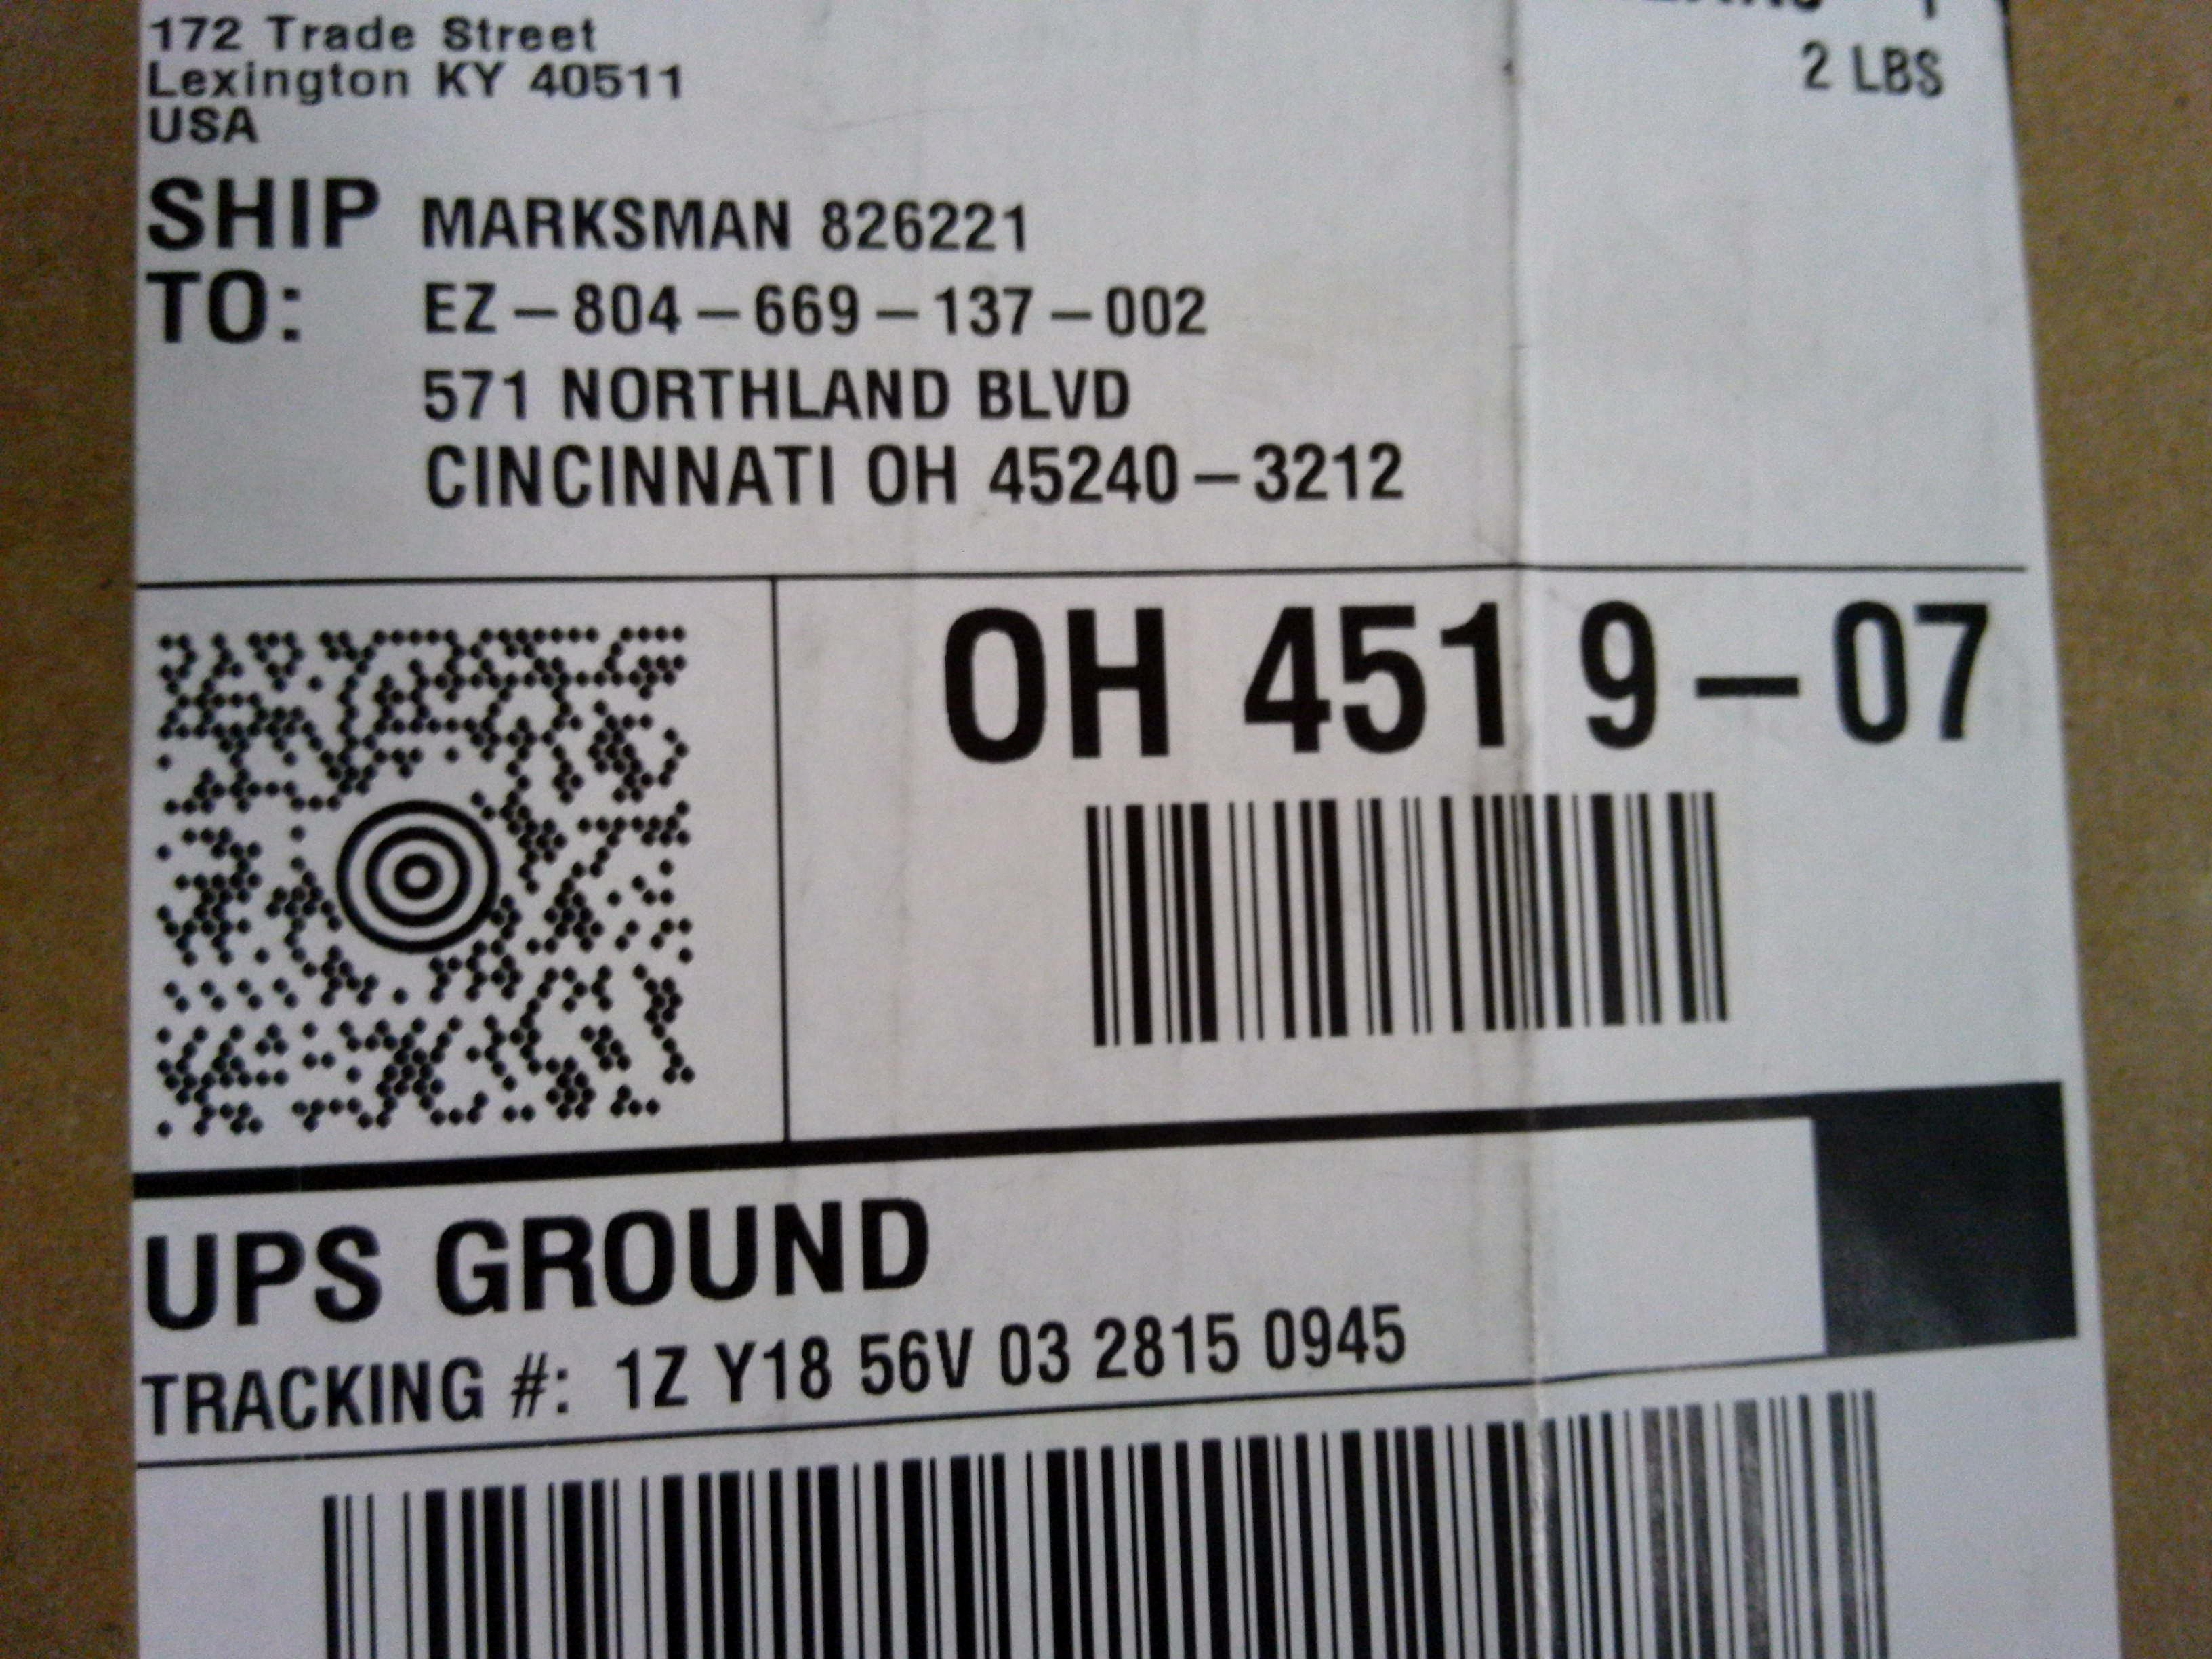 172 Trade Street
Lexington KY 40511
USA
2 LBS
SHIP TO:
MARKSMAN 826221
EZ-804-669-137-002
571 NORTHLAND BLVD
CINCINNATI OH 45240-3212
OH 451 9-07
UPS GROUND
TRACKING #: 1Z Y18 56V 03 2815 0945